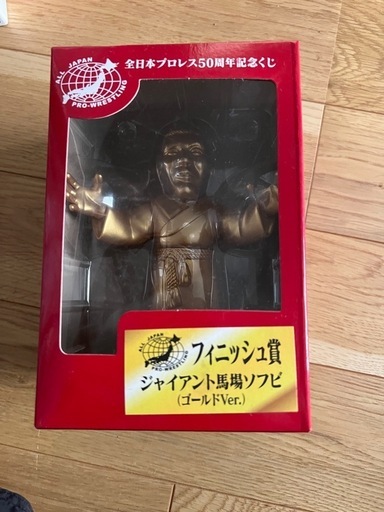 ALL JAPAN
PRO-WRESTLING
全日本プロレス50周年記念くじ
ALL JAPAN
PRO-WRESTLING
フィニッシュ賞
ジャイアント馬場ソフビ
(ゴールドVer.)